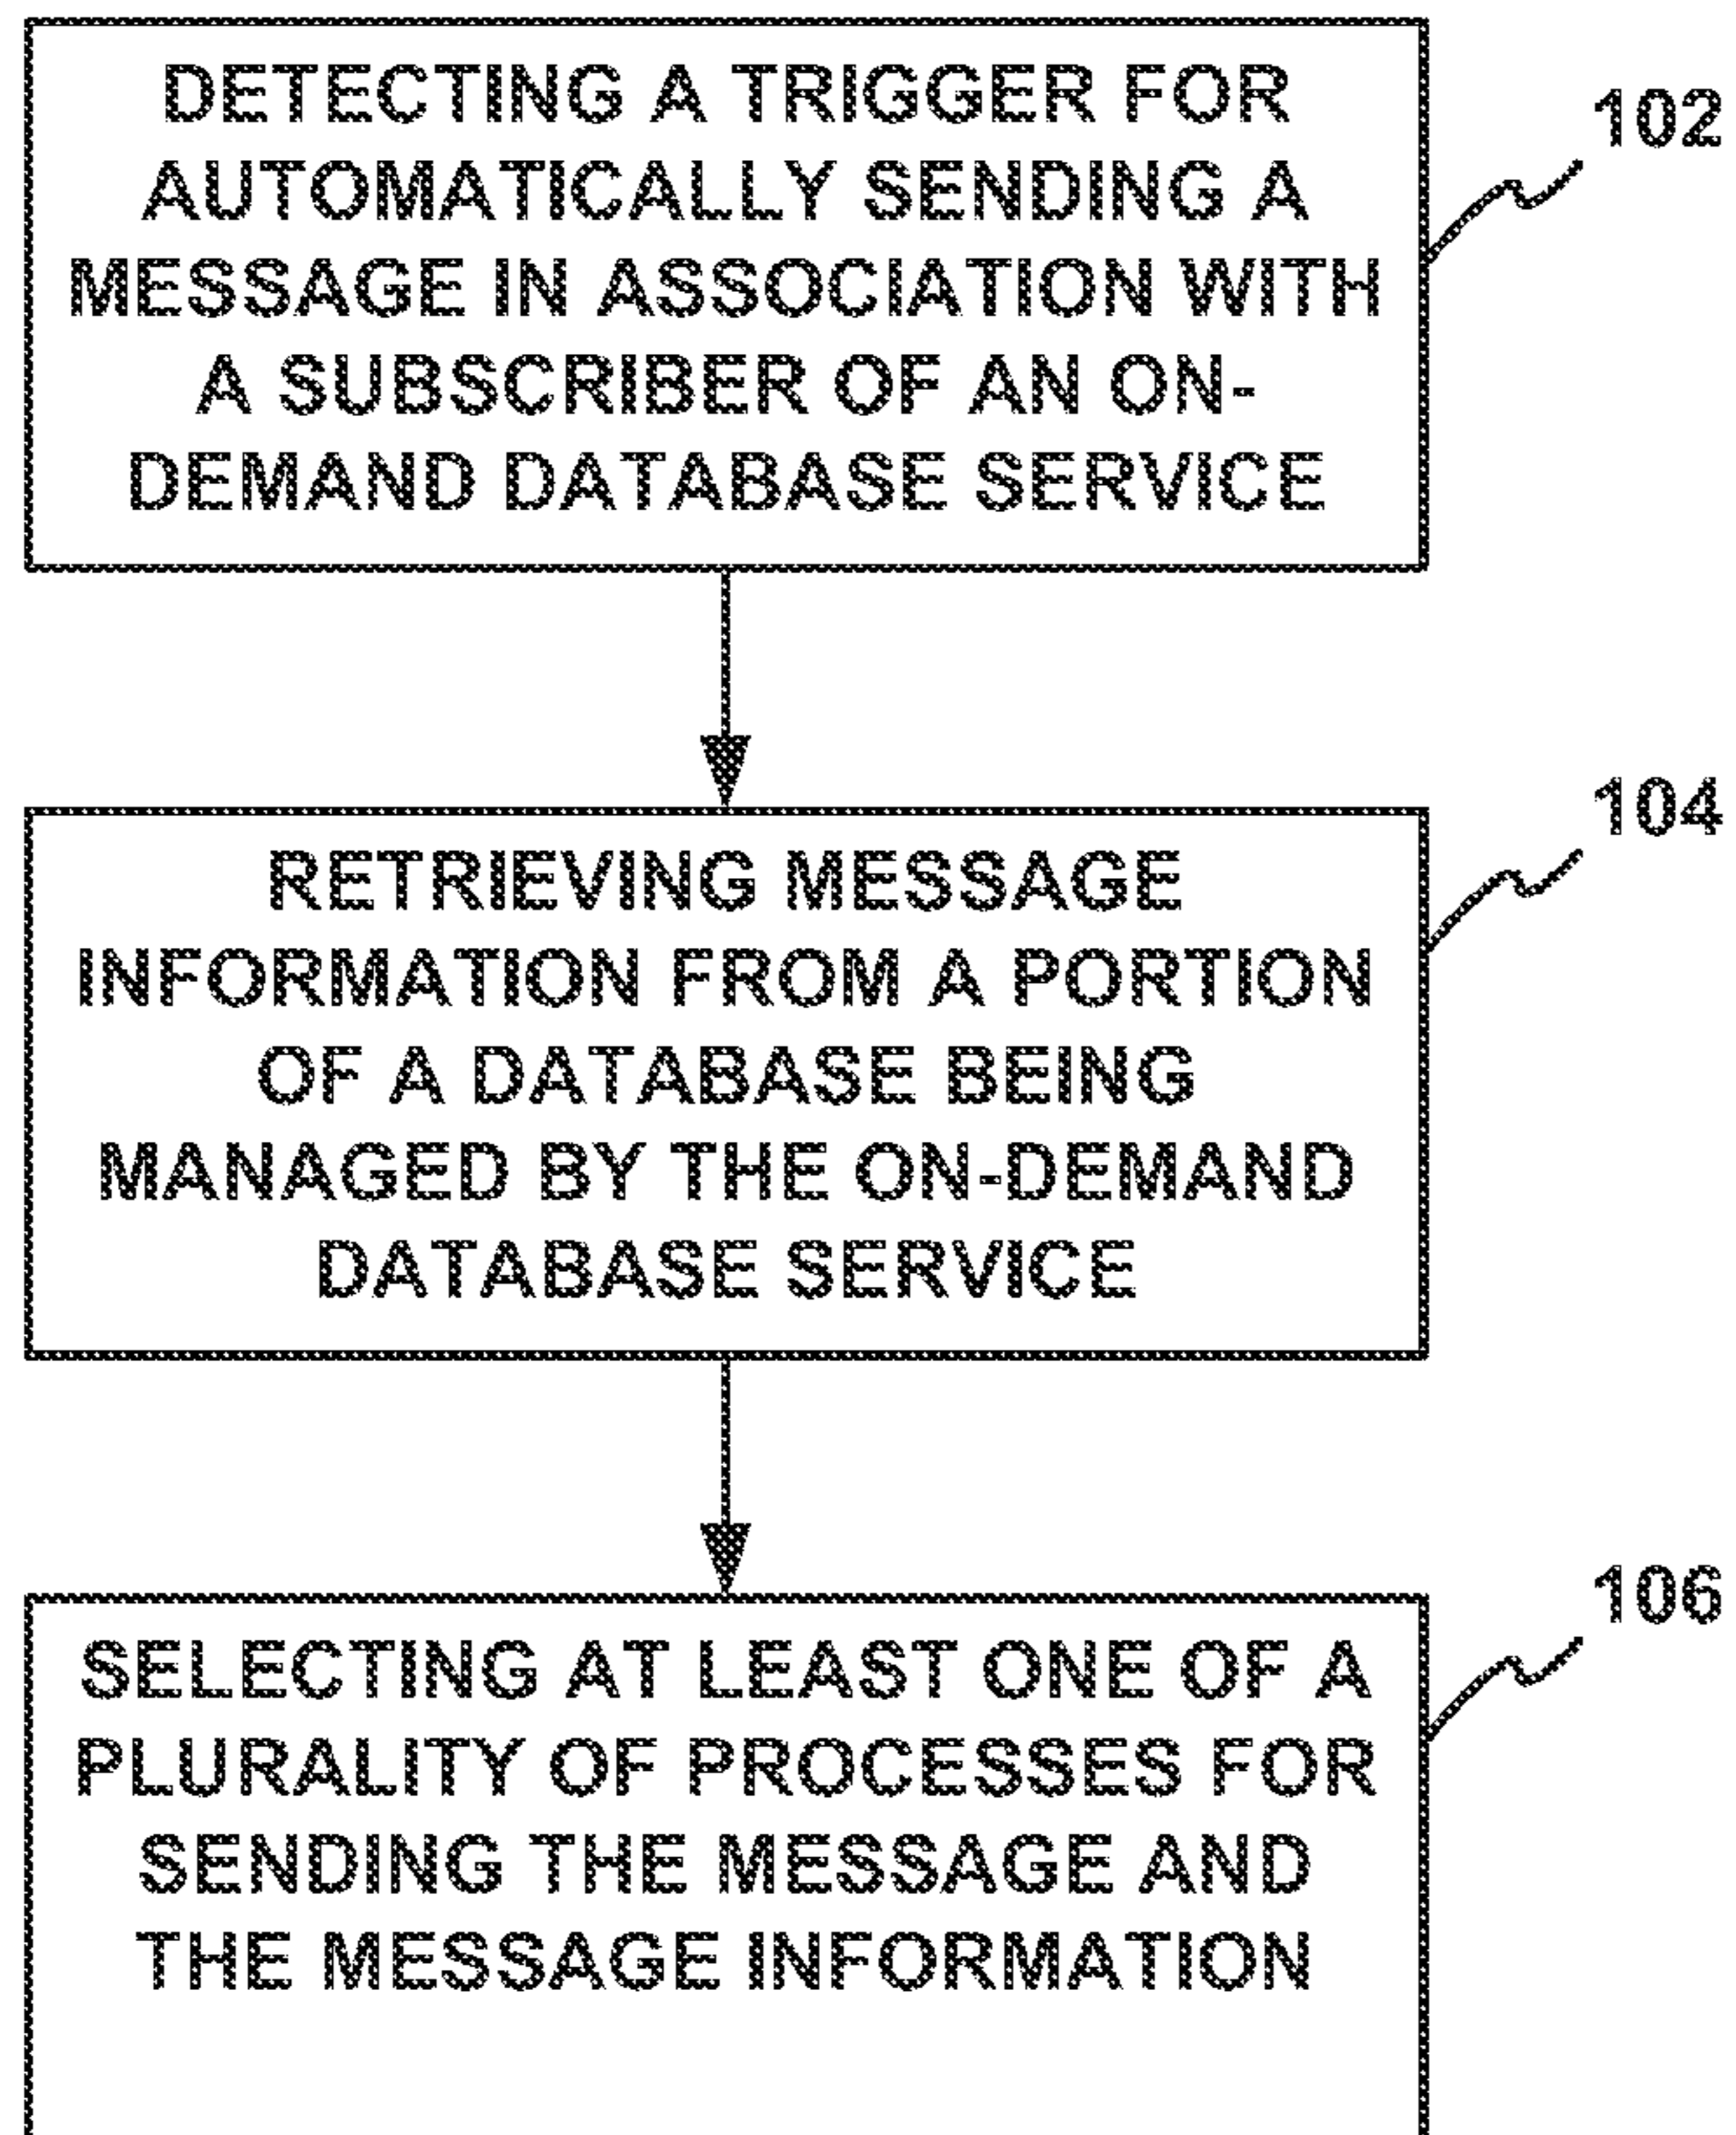 DETECTING A TRIGGER FOR
AUTOMATICALLY SENDING A
MESSAGE IN ASSOCIATION WITH
A SUBSCRIBER OF AN ON-
DEMAND DATABASE SERVICE
102
RETRIEVING MESSAGE
INFORMATION FROM A PORTION
OF A DATABASE BEING
MANAGED BY THE ON-DEMAND
DATABASE SERVICE
104
SELECTING AT LEAST ONE OF A
PLURALITY OF PROCESSES FOR
SENDING THE MESSAGE AND
THE MESSAGE INFORMATION
106